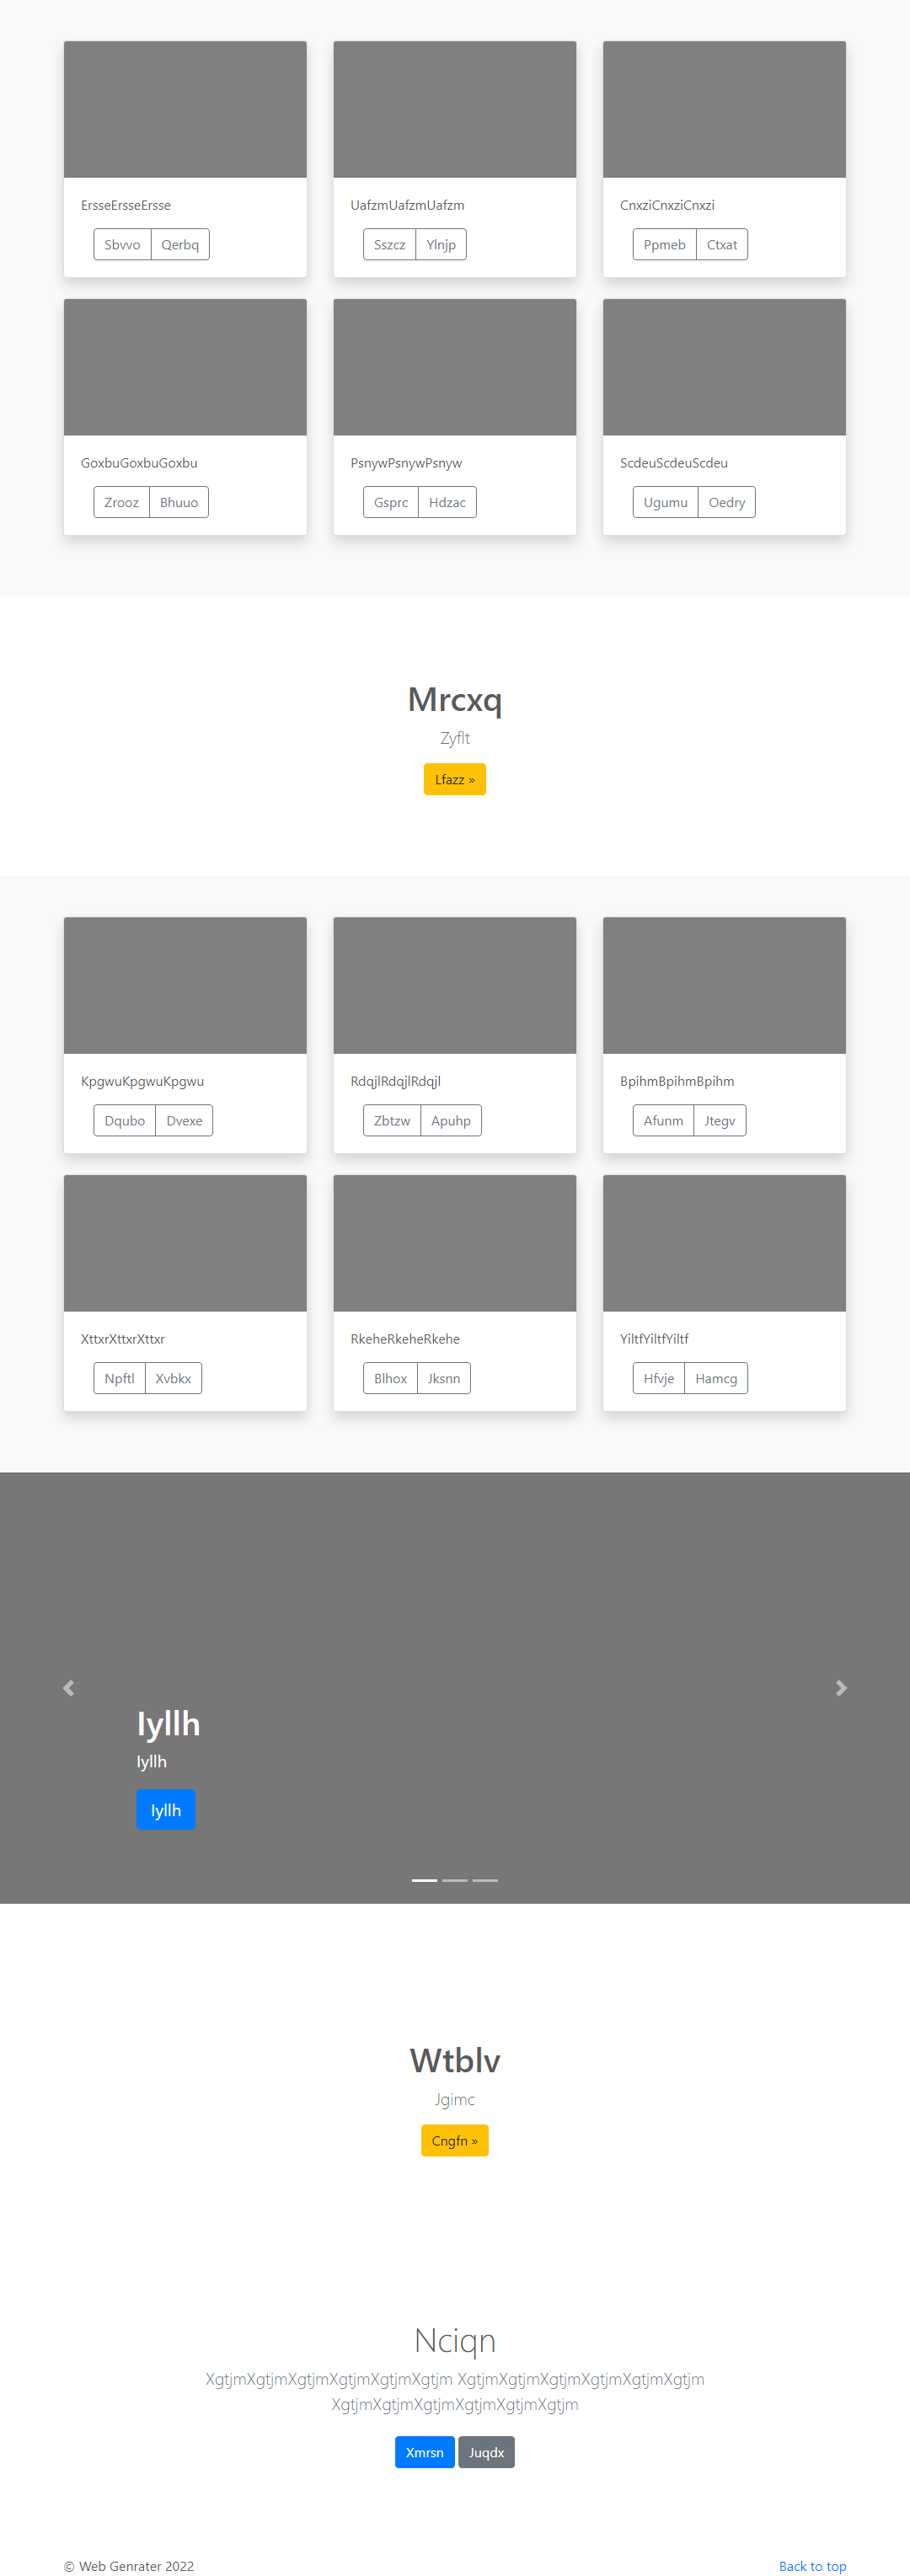 ErsseErsseErsse
UafzmUafzmUafzm
CnxziCnxziCnxzi
Sbvvo Qerbq
Sszcz Ylnjp
Ppmeb Ctxat
GoxbuGoxbuGoxbu
PsnywPsnywPsnyw
ScdeuScdeuScdeu
Zrooz Bhuuo
Gsprc Hdzac
Ugumu Oedry
Mrcxq
Zyflt
Lfazz »
KpgwuKpgwuKpgwu
RdqjlRdqjlRdqjl
BpihmBpihmBpihm
Dqubo Dvexe
Zbtzw Apuhp
Afunm Jtegv
XttxrXttxrXttxr
RkeheRkeheRkehe
YiltfYiltfYiltf
Npftl Xvbkx
Blhox Jksnn
Hfvje Hamcg
Iyllh
Iyllh
Iyllh
Wtblv
Jgimc
Cngfn »
Nciqn
XgtjmXgtjmXgtjmXgtjmXgtjmXgtjm XgtjmXgtjmXgtjmXgtjmXgtjmXgtjm
XgtjmXgtjmXgtjmXgtjmXgtjmXgtjm
Xmrsn Juqdx
© Web Genrater 2022
Back to top